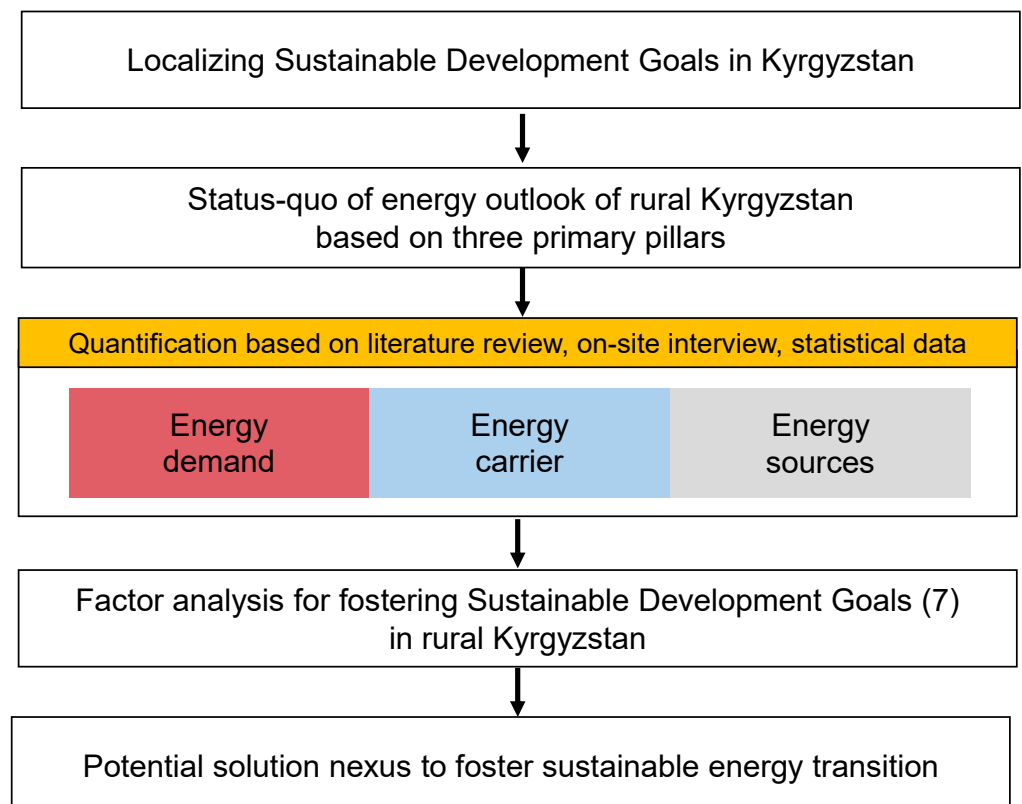 Localizing Sustainable Development Goals in Kyrgyzstan
Status-quo of energy outlook of rural Kyrgyzstan
based on three primary pillars
Quantification based on literature review, on-site interview, statistical data
Energy
demand
Energy
carrier
Energy
sources
Factor analysis for fostering Sustainable Development Goals (7)
in rural Kyrgyzstan
Potential solution nexus to foster sustainable energy transition